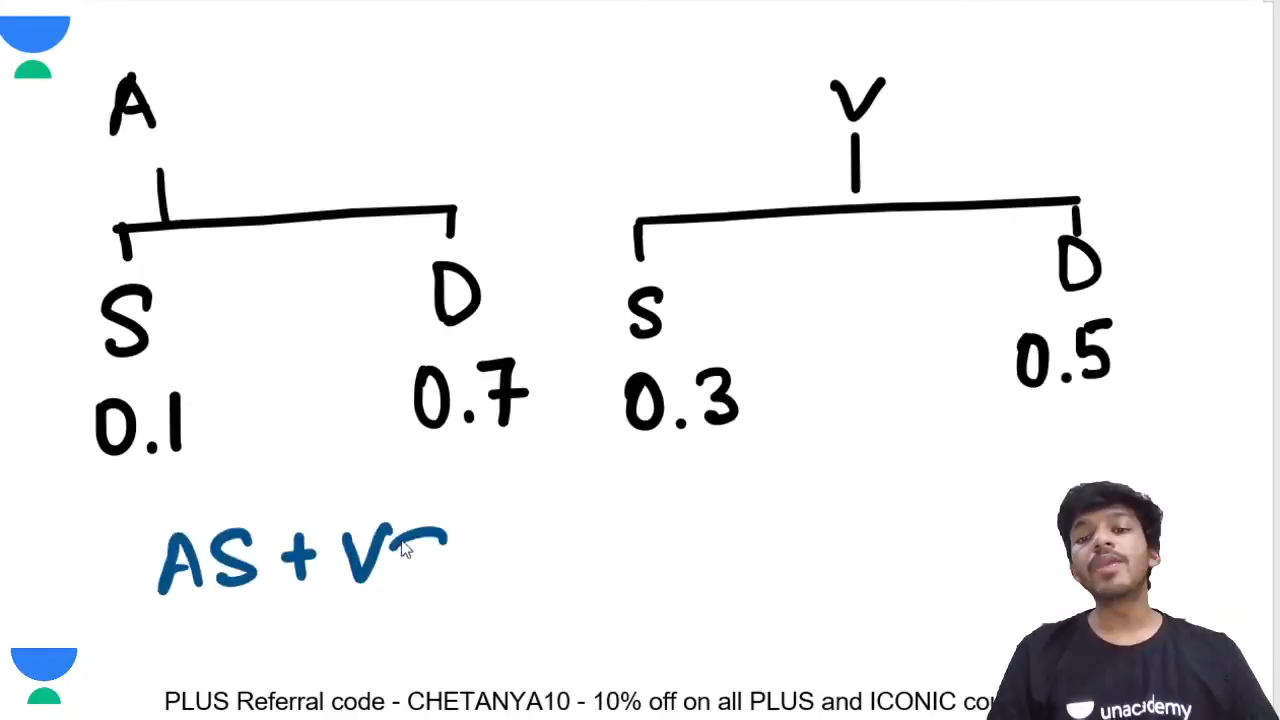 A V
S D S D
0.1 0.7 0.3 0.5
AS + V
PLUS Referral code - CHETANYA10 - 10% off on all PLUS and ICONIC cou
unacademy